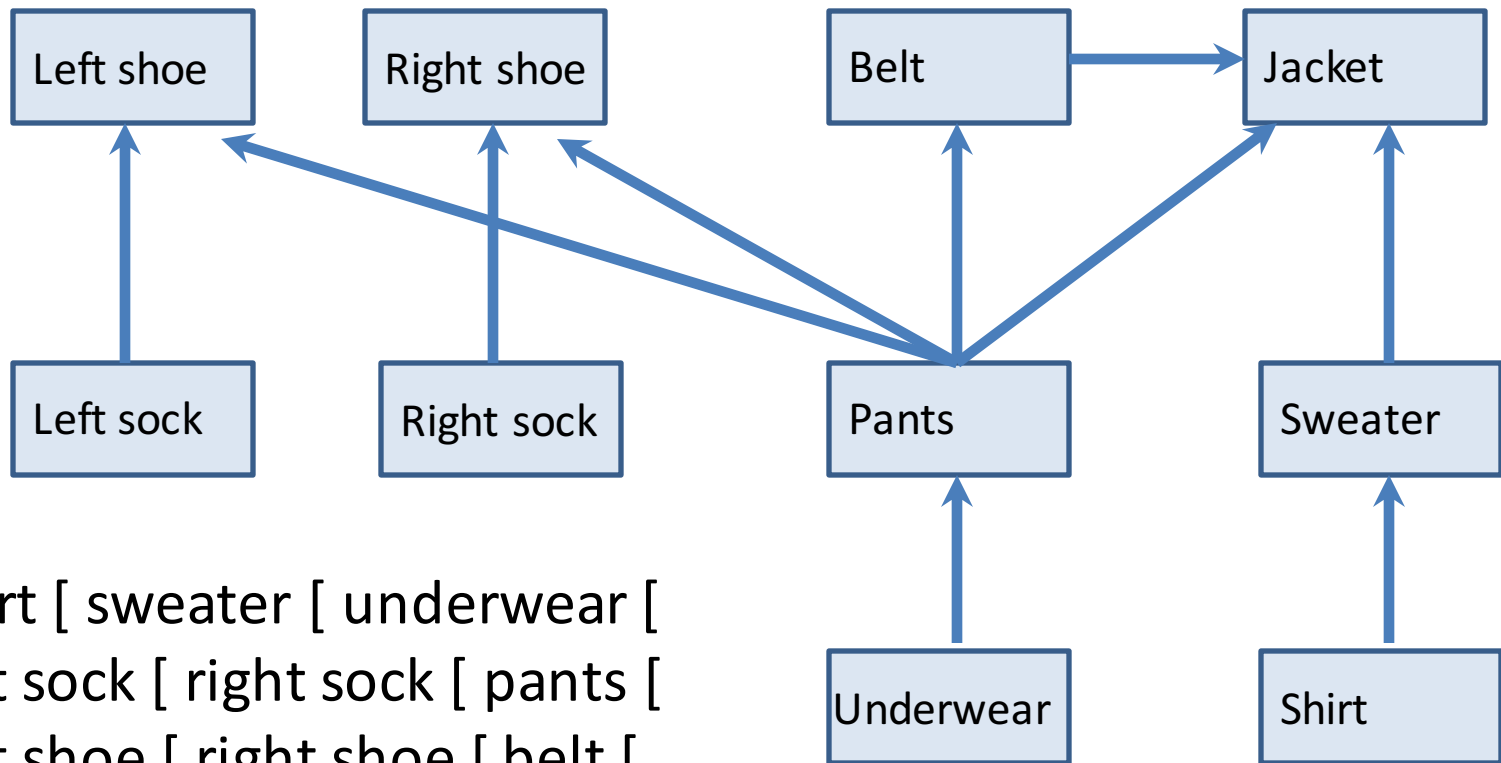 Left shoe
Right shoe
Belt
Jacket
Left sock
Right sock
Pants
Sweater
[ sweater [ underwear [
sock [ right sock [ pants [
shoe [ right shoe [ belt [
Underwear
Shirt